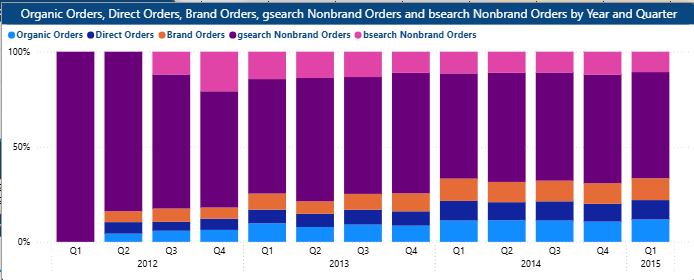 Organic Orders, Direct Orders, Brand Orders, gsearch Nonbrand Orders and bsearch Nonbrand Orders by Year and Quarter
Organic Orders Direct Orders Brand Orders gsearch Nonbrand Orders bsearch Nonbrand Orders
100%
50%
0%
Q1 Q2 Q3 Q4 Q1 Q2 Q3 Q4 Q1 Q2 Q3 Q4 Q1
2012 2013 2014 2015